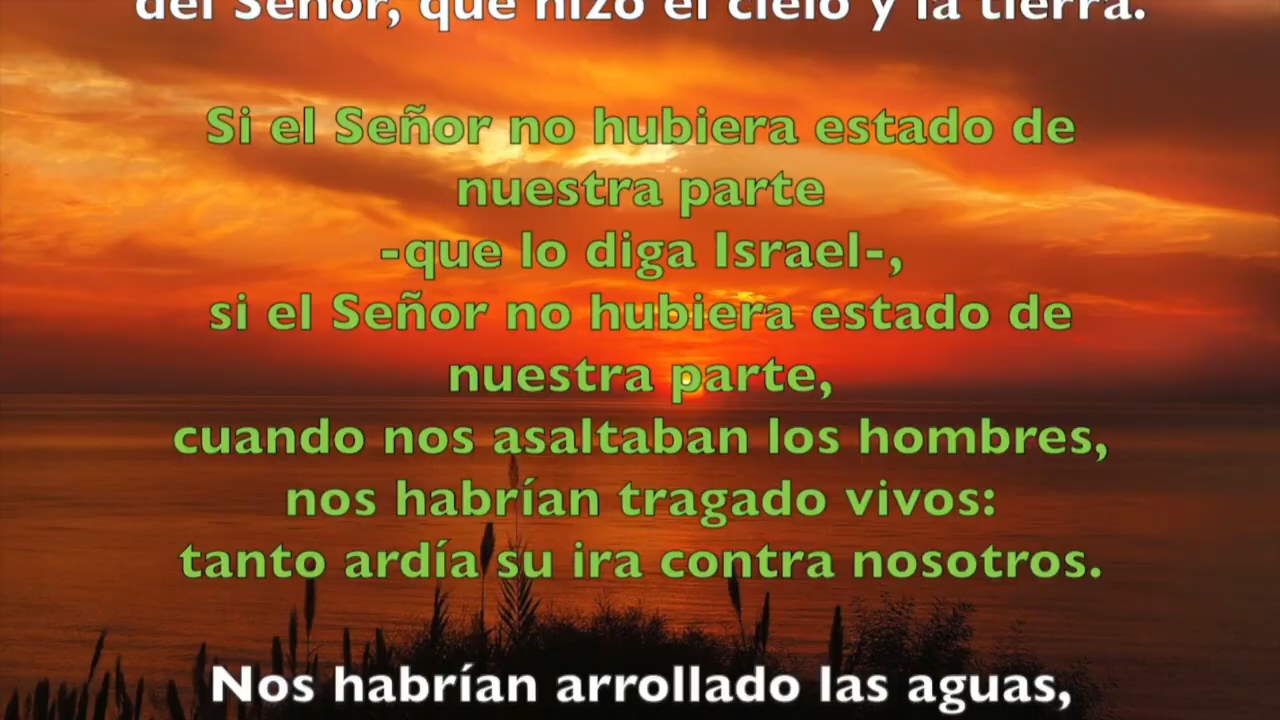 del Señor, que hizo el cielo y la tierra.
Si el Señor no hubiera estado de
nuestra parte
-que lo diga Israel-,
si el Señor no hubiera estado de
nuestra parte,
cuando nos asaltaban los hombres,
nos habrían tragado vivos:
tanto ardía su ira contra nosotros.
Nos habrían arrollado las aguas,